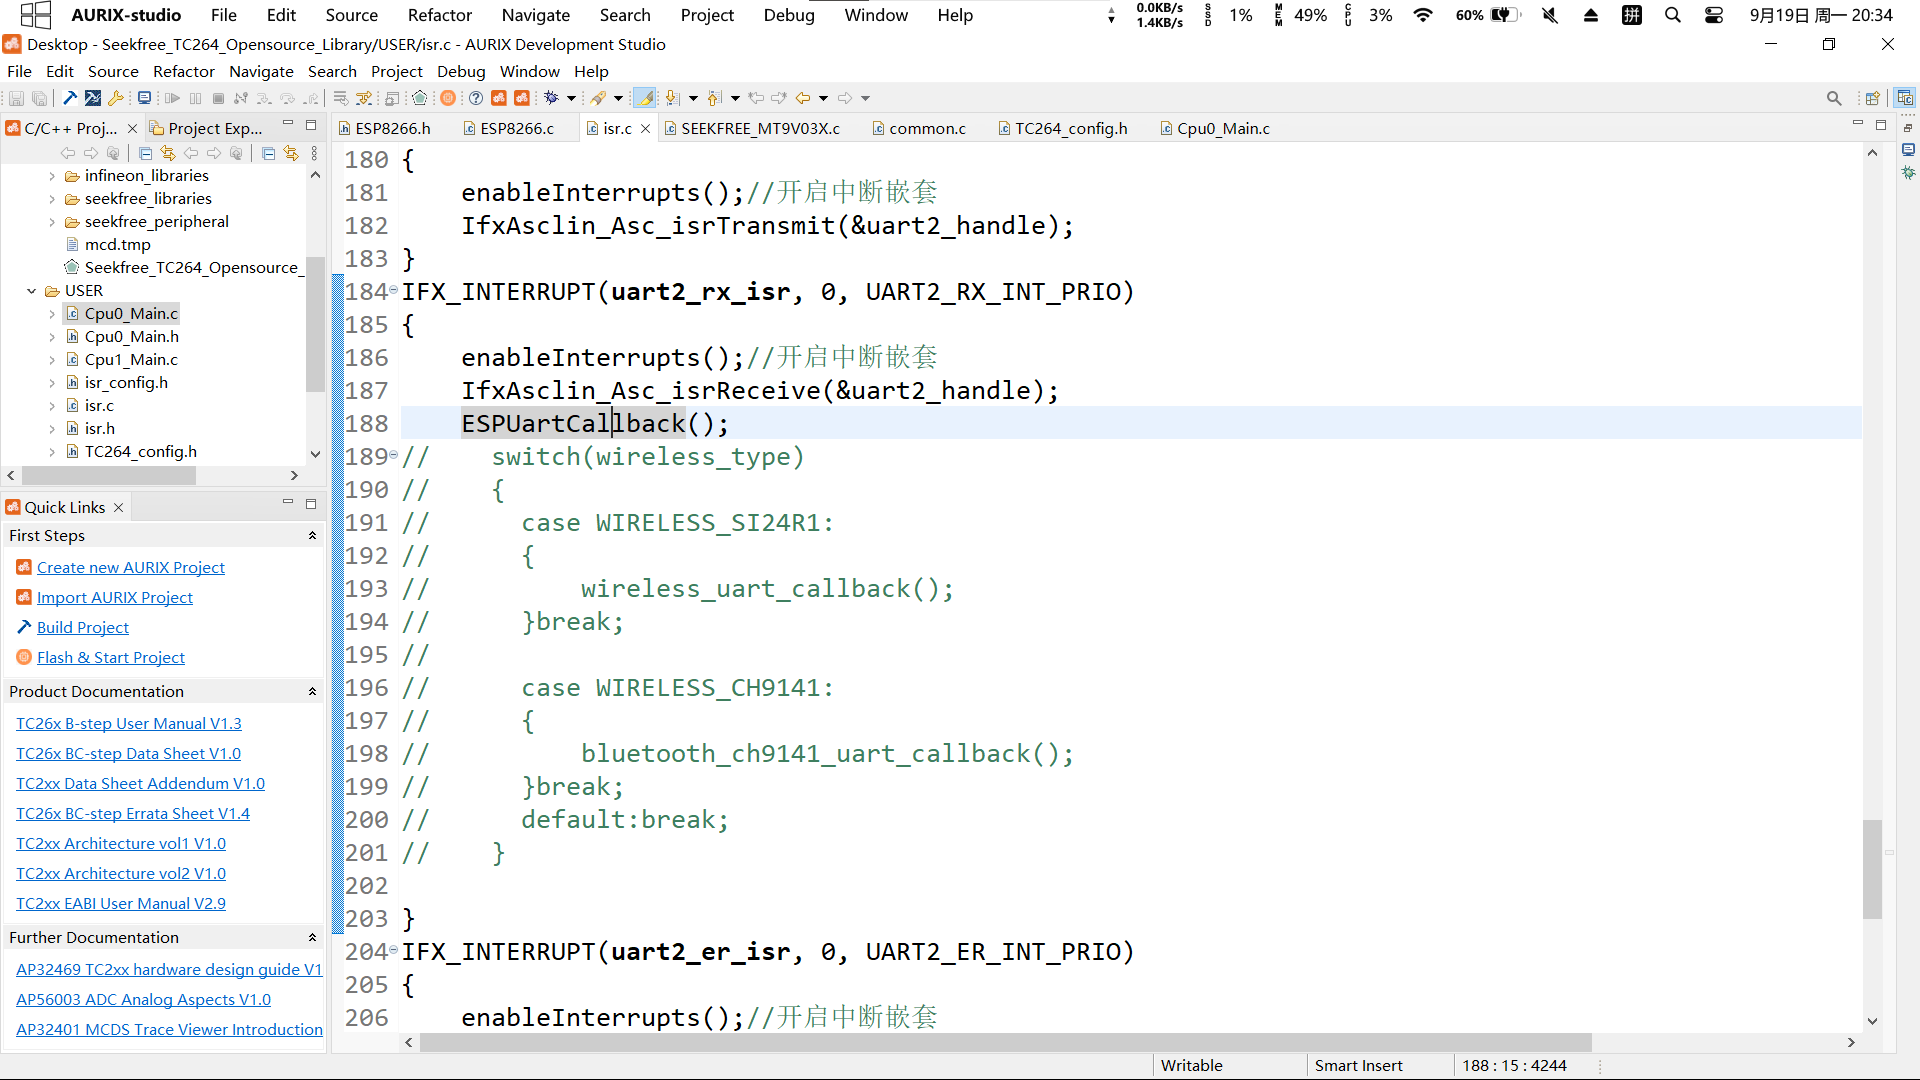 AURIX-studio File Edit Source Refactor Navigate Search Project Debug Window Help 0.0KB/s 1.4KB/s SSD 1% MEM 49% CPU 3% 60% 拼 9月19日 周一 20:34
Desktop - Seekfree_TC264_Opensource_Library/USER/isr.c - AURIX Development Studio
File Edit Source Refactor Navigate Search Project Debug Window Help
C/C++ Proj... Project Exp...
infineon_libraries
seekfree_libraries
seekfree_peripheral
mcd.tmp
Seekfree_TC264_Opensource_
USER
Cpu0_Main.c
Cpu0_Main.h
Cpu1_Main.c
isr_config.h
isr.c
isr.h
TC264_config.h
Quick Links
First Steps
Create new AURIX Project
Import AURIX Project
Build Project
Flash & Start Project
Product Documentation
TC26x B-step User Manual V1.3
TC26x BC-step Data Sheet V1.0
TC2xx Data Sheet Addendum V1.0
TC26x BC-step Errata Sheet V1.4
TC2xx Architecture vol1 V1.0
TC2xx Architecture vol2 V1.0
TC2xx EABI User Manual V2.9
Further Documentation
AP32469 TC2xx hardware design guide V1
AP56003 ADC Analog Aspects V1.0
AP32401 MCDS Trace Viewer Introduction
ESP8266.h ESP8266.c isr.c SEEKFREE_MT9V03X.c common.c TC264_config.h Cpu0_Main.c
180 {
181     enableInterrupts();//开启中断嵌套
182     IfxAsclin_Asc_isrTransmit(&uart2_handle);
183 }
184 IFX_INTERRUPT(uart2_rx_isr, 0, UART2_RX_INT_PRIO)
185 {
186     enableInterrupts();//开启中断嵌套
187     IfxAsclin_Asc_isrReceive(&uart2_handle);
188     ESPUartCallback();
189 //    switch(wireless_type)
190 //    {
191 //      case WIRELESS_SI24R1:
192 //      {
193 //          wireless_uart_callback();
194 //      }break;
195 //
196 //      case WIRELESS_CH9141:
197 //      {
198 //          bluetooth_ch9141_uart_callback();
199 //      }break;
200 //      default:break;
201 //    }
202
203 }
204 IFX_INTERRUPT(uart2_er_isr, 0, UART2_ER_INT_PRIO)
205 {
206     enableInterrupts();//开启中断嵌套
Writable Smart Insert 188 : 15 : 4244